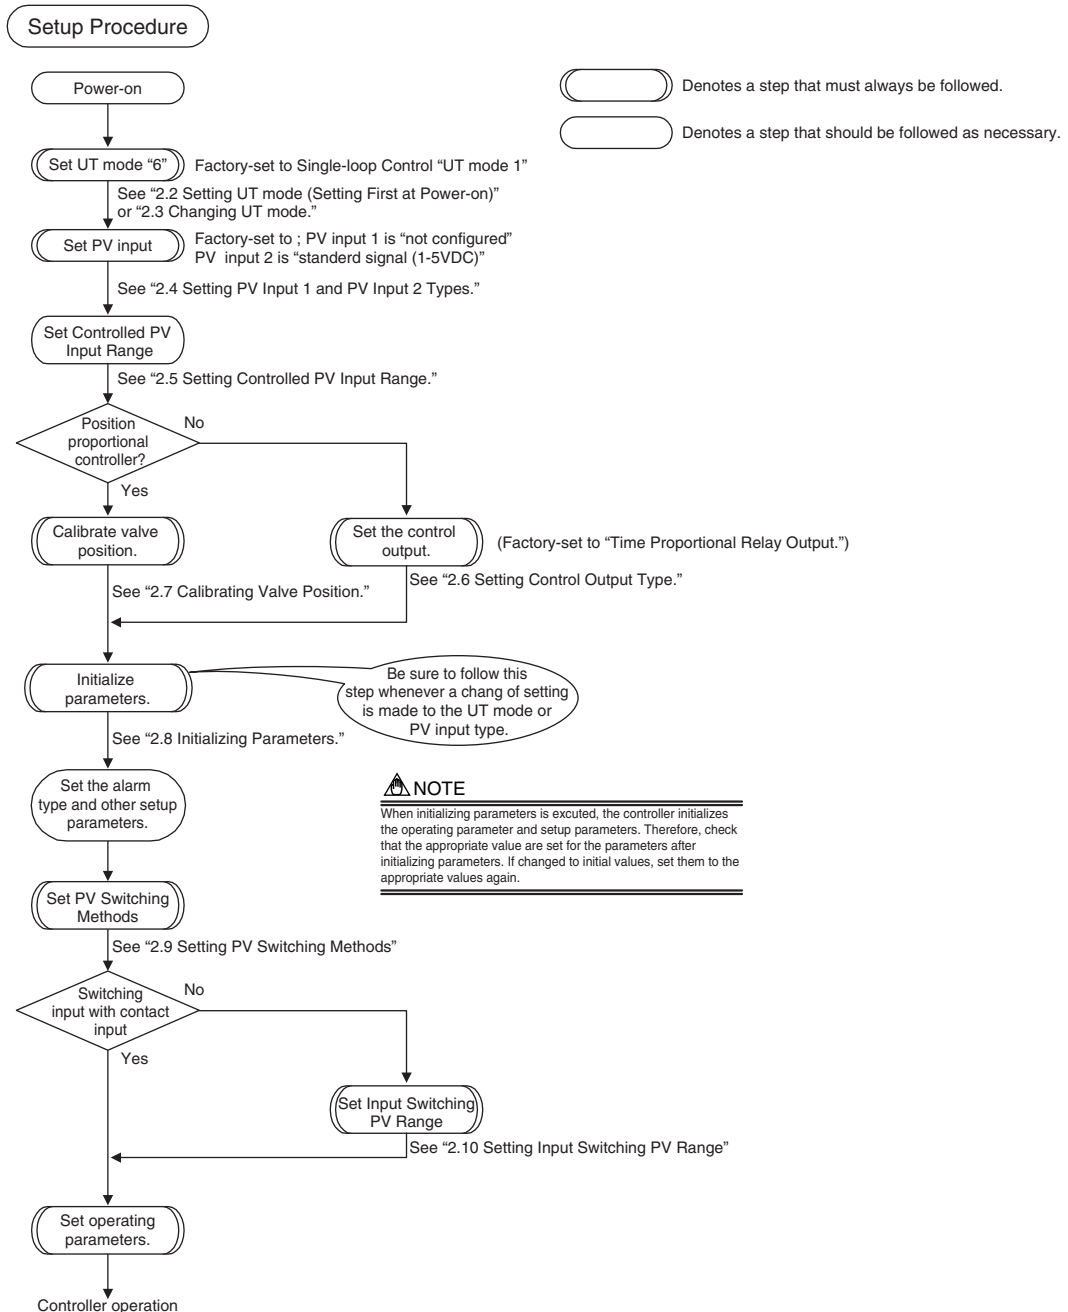 Setup Procedure
Power-on
Denotes a step that must always be followed.
Denotes a step that should be followed as necessary.
Set UT mode “6”
Factory-set to Single-loop Control “UT mode 1”
See “2.2 Setting UT mode (Setting First at Power-on)”
or “2.3 Changing UT mode.”
Set PV input
Factory-set to ; PV input 1 is “not configured”
PV input 2 is “standerd signal (1-5VDC)”
See “2.4 Setting PV Input 1 and PV Input 2 Types.”
Set Controlled PV
Input Range
See “2.5 Setting Controlled PV Input Range.”
Position
proportional
controller?
No
Yes
Calibrate valve
position.
Set the control
output.
(Factory-set to “Time Proportional Relay Output.”)
See “2.7 Calibrating Valve Position.”
See “2.6 Setting Control Output Type.”
Initialize
parameters.
Be sure to follow this
step whenever a chang of setting
is made to the UT mode or
PV input type.
See “2.8 Initializing Parameters.”
Set the alarm
type and other setup
parameters.
NOTE
When initializing parameters is excuted, the controller initializes
the operating parameter and setup parameters. Therefore, check
that the appropriate value are set for the parameters after
initializing parameters. If changed to initial values, set them to the
appropriate values again.
Set PV Switching
Methods
See “2.9 Setting PV Switching Methods”
Switching
input with contact
input
No
Yes
Set Input Switching
PV Range
See “2.10 Setting Input Switching PV Range”
Set operating
parameters.
Controller operation